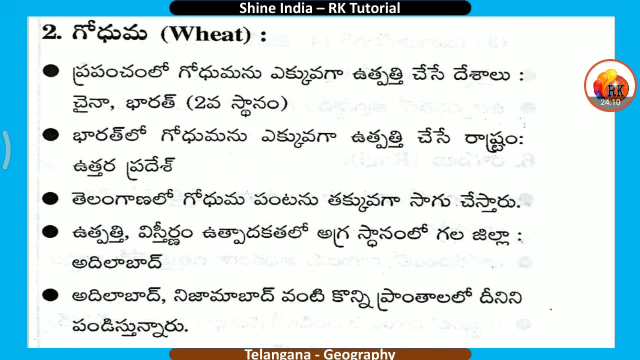 Shine India – RK Tutorial
2. గోధుమ (Wheat) :
● ప్రపంచంలో గోధుమను ఎక్కువగా ఉత్పత్తి చేసే దేశాలు :
చైనా, భారత్ (2వ స్థానం)
● భారత్‌లో గోధుమను ఎక్కువగా ఉత్పత్తి చేసే రాష్ట్రం:
ఉత్తర ప్రదేశ్
● తెలంగాణలో గోధుమ పంటను తక్కువగా సాగు చేస్తారు.
● ఉత్పత్తి, విస్తీర్ణం ఉత్పాదకతలో అగ్ర స్థానంలో గల జిల్లా :
అదిలాబాద్
● అదిలాబాద్, నిజామాబాద్ వంటి కొన్ని ప్రాంతాలలో దీనిని
పండిస్తున్నారు.
RK
24:10
Telangana - Geography